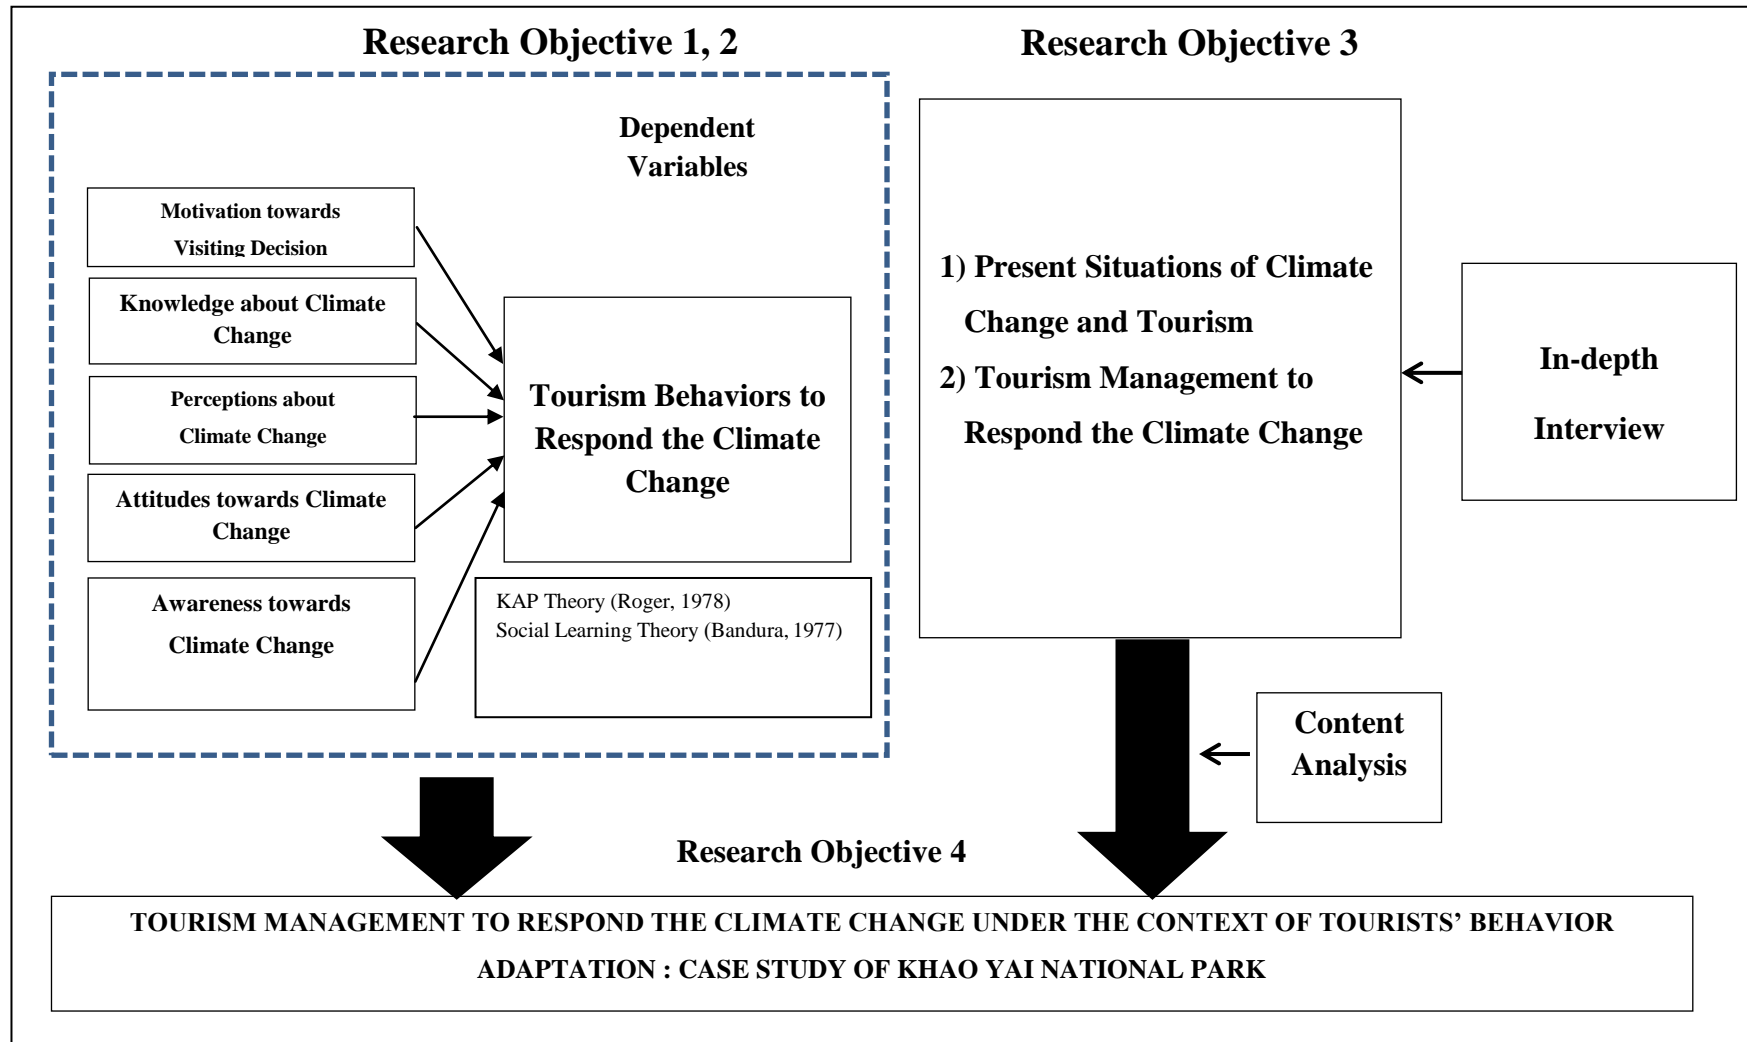 Research Objective 1, 2
Dependent
Variables
Motivation towards
Visiting Decision
Knowledge about Climate
Change
Perceptions about
Climate Change
Attitudes towards Climate
Change
Awareness towards
Climate Change
Tourism Behaviors to
Respond the Climate
Change
KAP Theory (Roger, 1978)
Social Learning Theory (Bandura, 1977)
Research Objective 3
1) Present Situations of Climate
Change and Tourism
2) Tourism Management to
Respond the Climate Change
In-depth
Interview
Content
Analysis
Research Objective 4
TOURISM MANAGEMENT TO RESPOND THE CLIMATE CHANGE UNDER THE CONTEXT OF TOURISTS’ BEHAVIOR
ADAPTATION : CASE STUDY OF KHAO YAI NATIONAL PARK